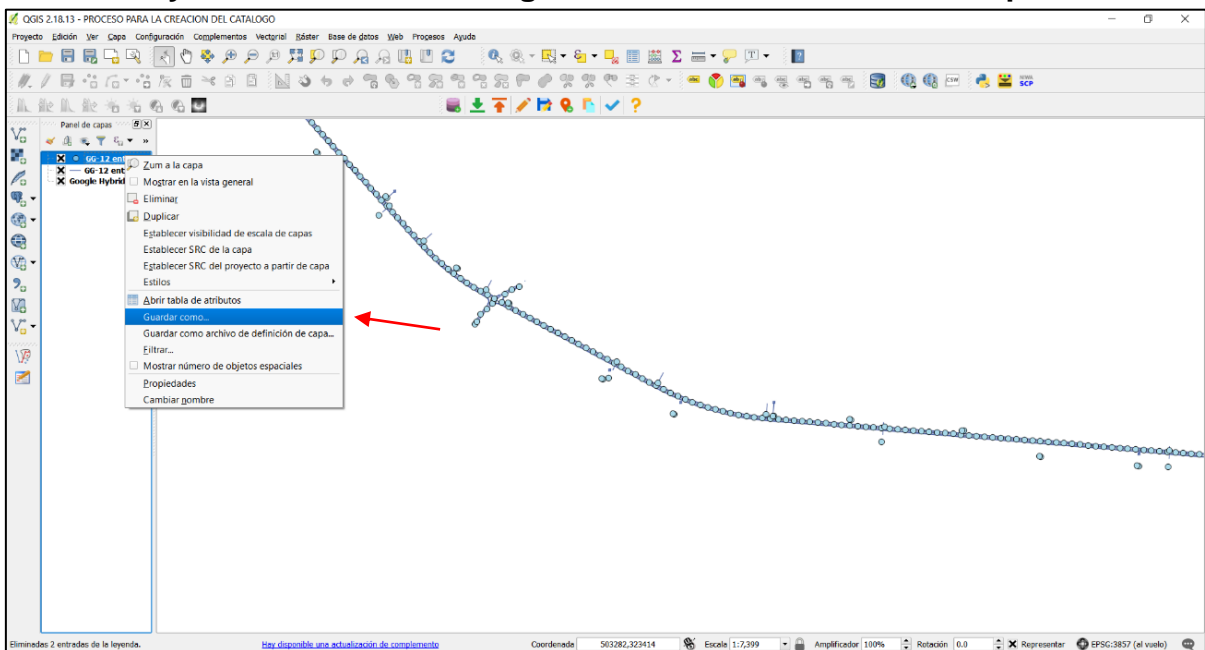 QGIS 2.18.13 - PROCESO PARA LA CREACION DEL CATALOGO
Proyecto Edición Ver Capa Configuración Complementos Vectorial Ráster Base de datos Web Procesos Ayuda
Panel de capas
GG-12 ent
GG-12 ent
Google Hybrid
Zum a la capa
Mostrar en la vista general
Eliminar
Duplicar
Establecer visibilidad de escala de capas
Establecer SRC de la capa
Establecer SRC del proyecto a partir de capa
Estilos
Abrir tabla de atributos
Guardar como...
Guardar como archivo de definición de capa...
Filtrar...
Mostrar número de objetos espaciales
Propiedades
Cambiar nombre
Eliminadas 2 entradas de la leyenda. Hay disponible una actualización de complemento Coordenada 503282,323414 Escala 1:7,399 Amplificador 100% Rotación 0.0 Representar EPSG:3857 (al vuelo)